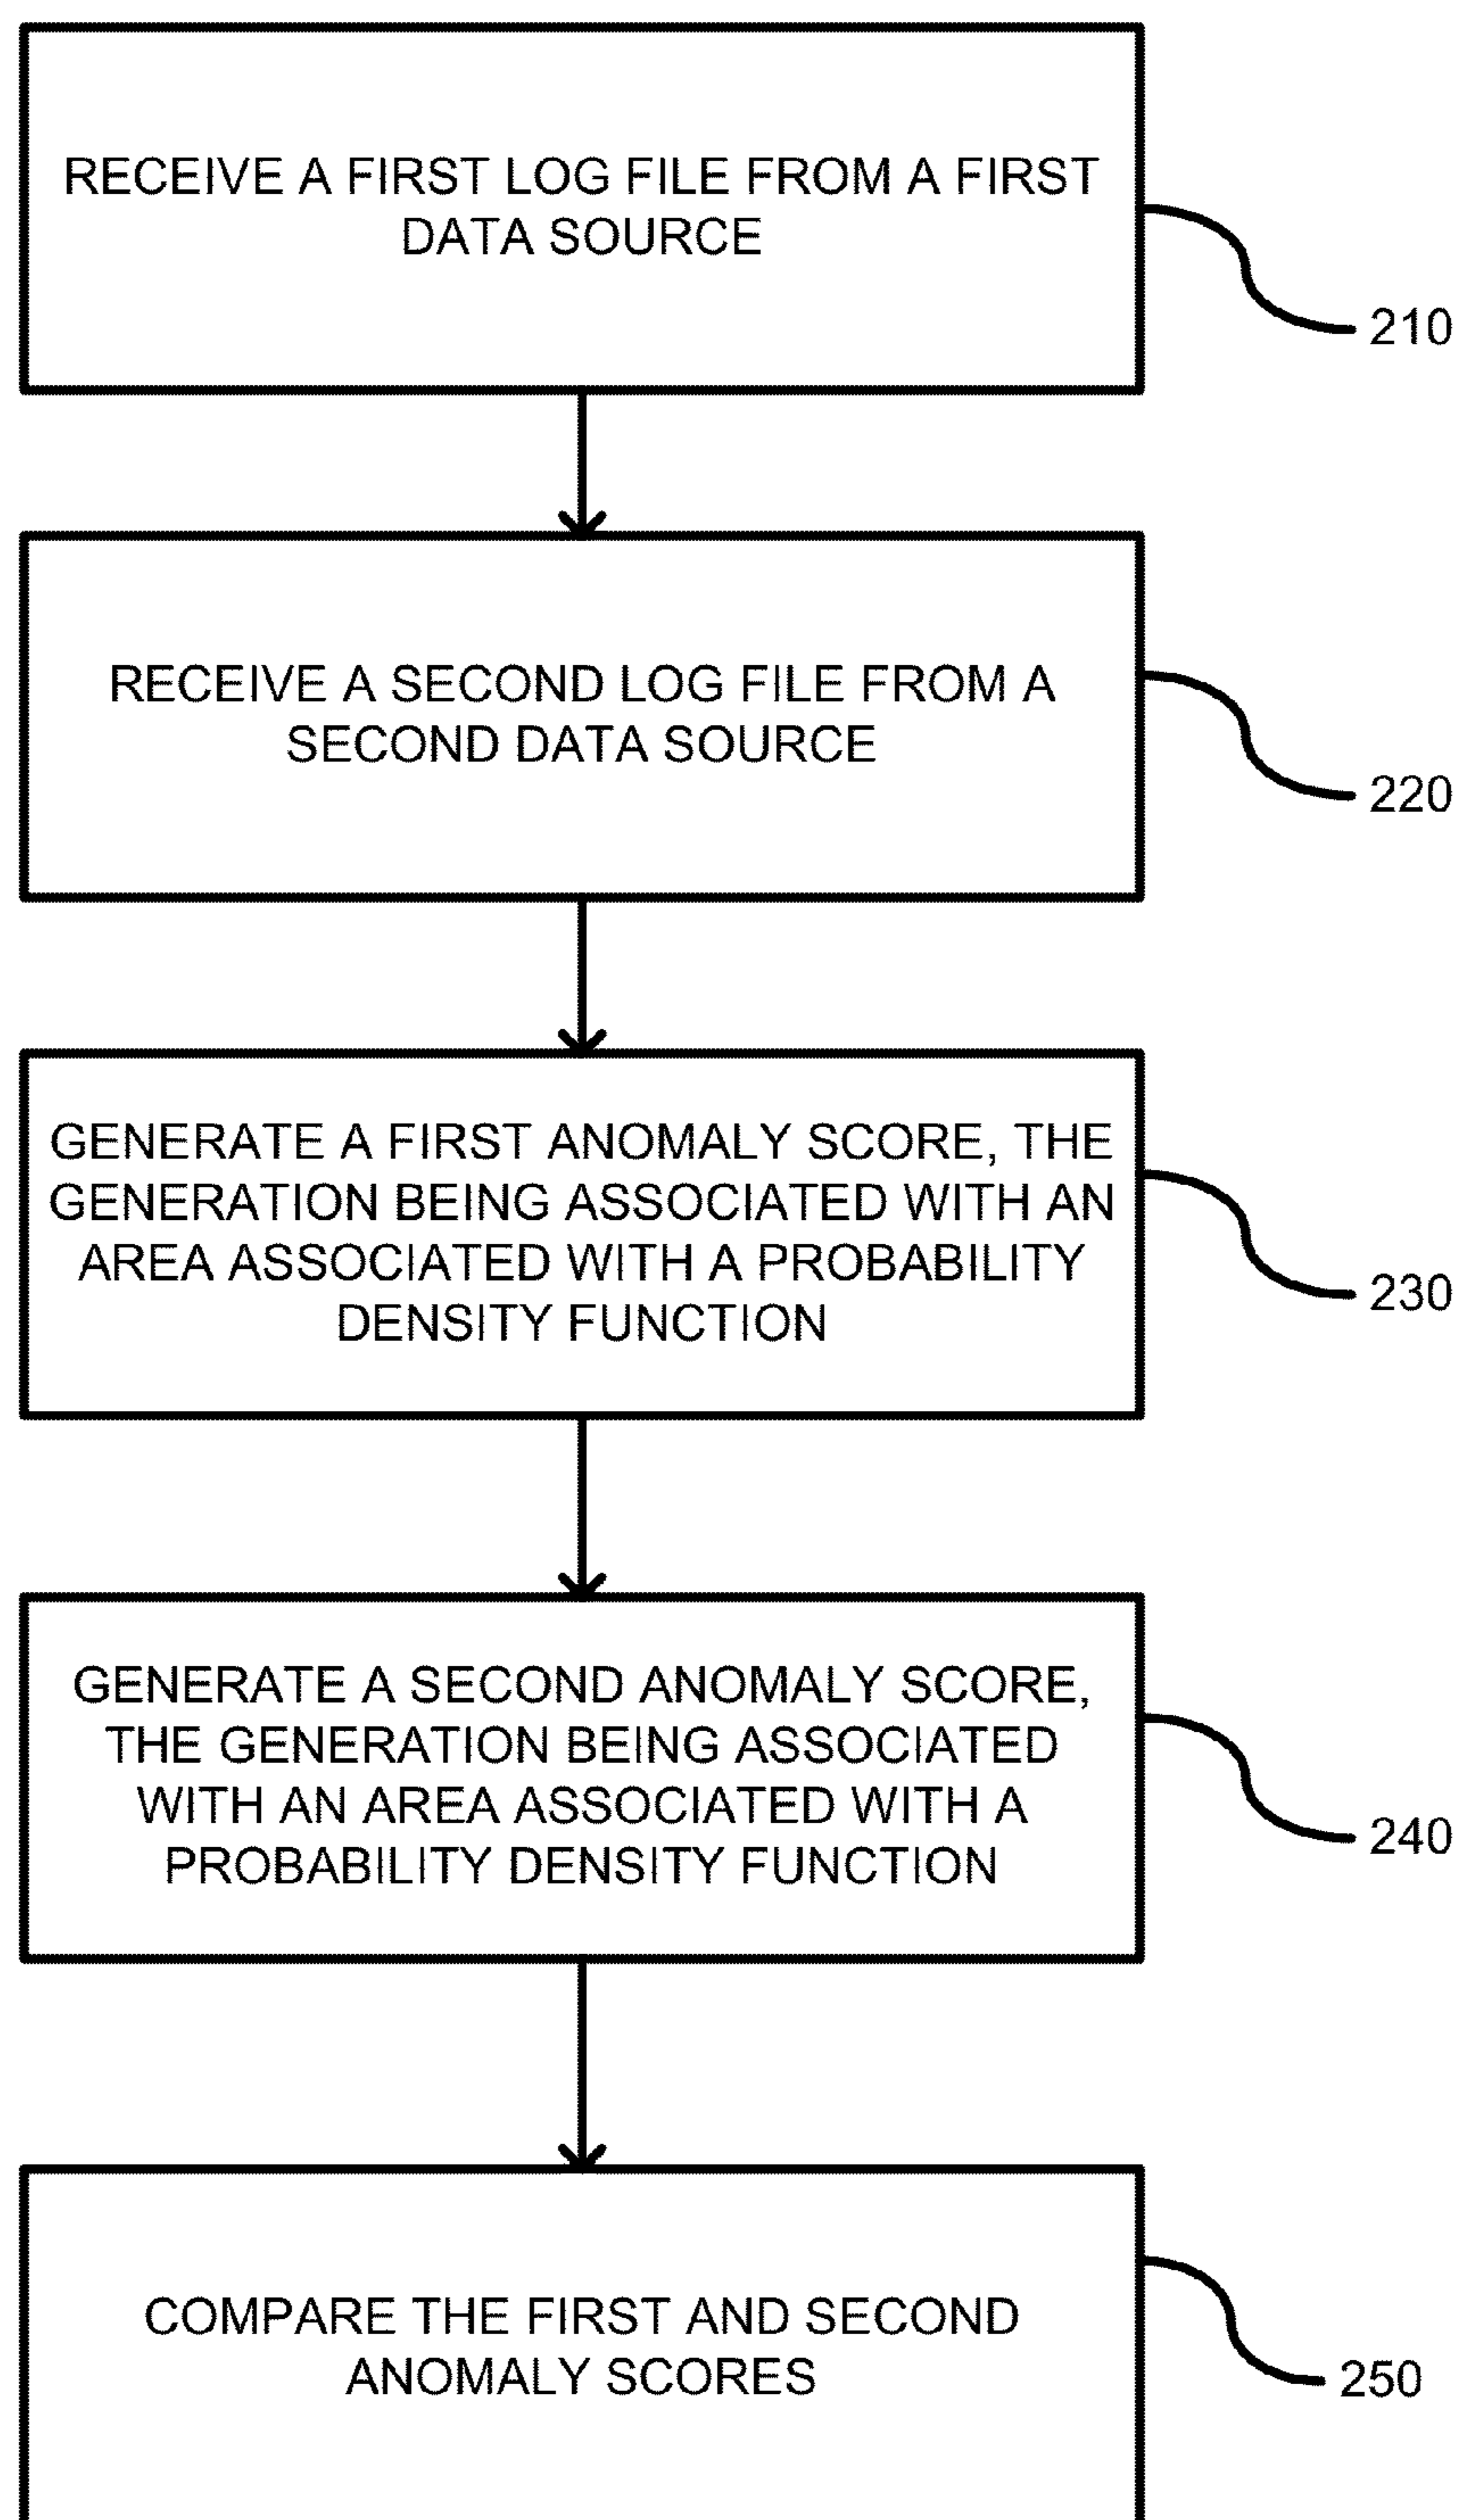 RECEIVE A FIRST LOG FILE FROM A FIRST
DATA SOURCE
210
RECEIVE A SECOND LOG FILE FROM A
SECOND DATA SOURCE
220
GENERATE A FIRST ANOMALY SCORE, THE
GENERATION BEING ASSOCIATED WITH AN
AREA ASSOCIATED WITH A PROBABILITY
DENSITY FUNCTION
230
GENERATE A SECOND ANOMALY SCORE,
THE GENERATION BEING ASSOCIATED
WITH AN AREA ASSOCIATED WITH A
PROBABILITY DENSITY FUNCTION
240
COMPARE THE FIRST AND SECOND
ANOMALY SCORES
250